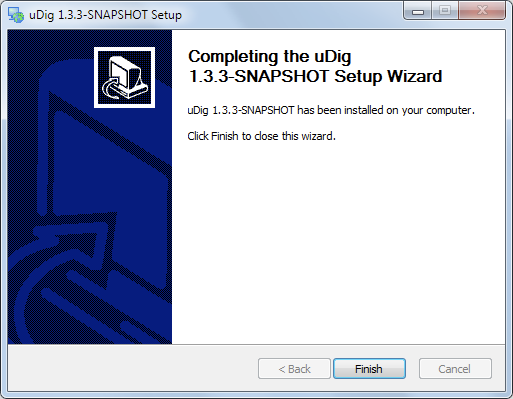 uDig 1.3.3-SNAPSHOT Setup
Completing the uDig
1.3.3-SNAPSHOT Setup Wizard
uDig 1.3.3-SNAPSHOT has been installed on your computer.
Click Finish to close this wizard.
< Back
Finish
Cancel